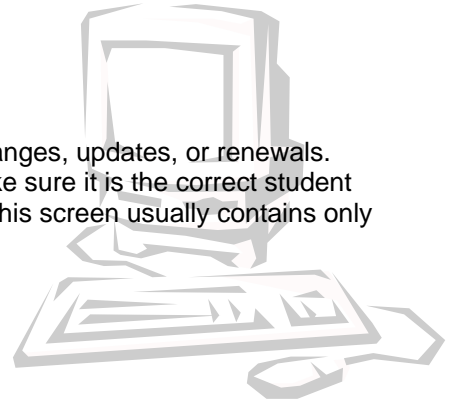 anges, updates, or renewals.
ke sure it is the correct student
his screen usually contains only